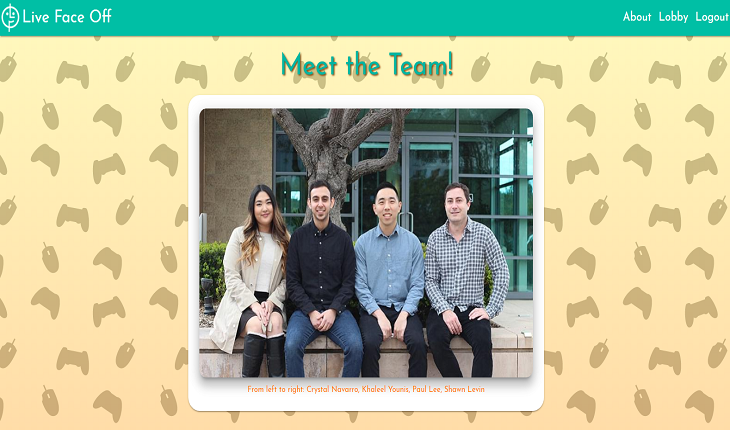 Live Face Off
About Lobby Logout
Meet the Team!
From left to right: Crystal Navarro, Khaleel Younis, Paul Lee, Shawn Levin